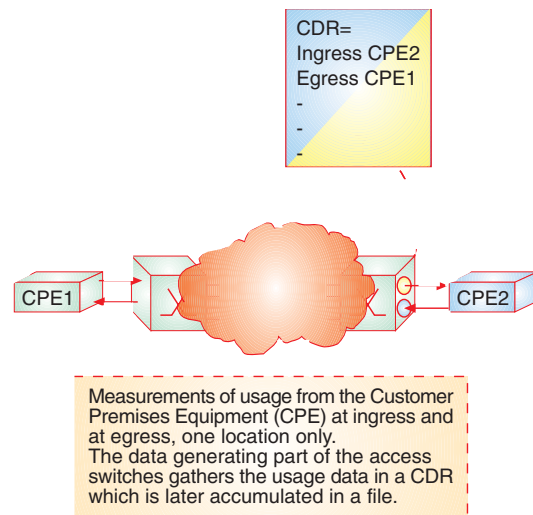 CDR=
Ingress CPE2
Egress CPE1
-
-
-
CPE1
CPE2
Measurements of usage from the Customer
Premises Equipment (CPE) at ingress and
at egress, one location only.
The data generating part of the access
switches gathers the usage data in a CDR
which is later accumulated in a file.